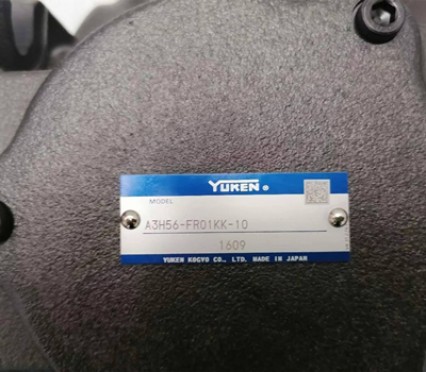 YUKEN.
MODEL
A3H56-FR01KK-10
1609
YUKEN KOGYO CO., LTD. MADE IN JAPAN